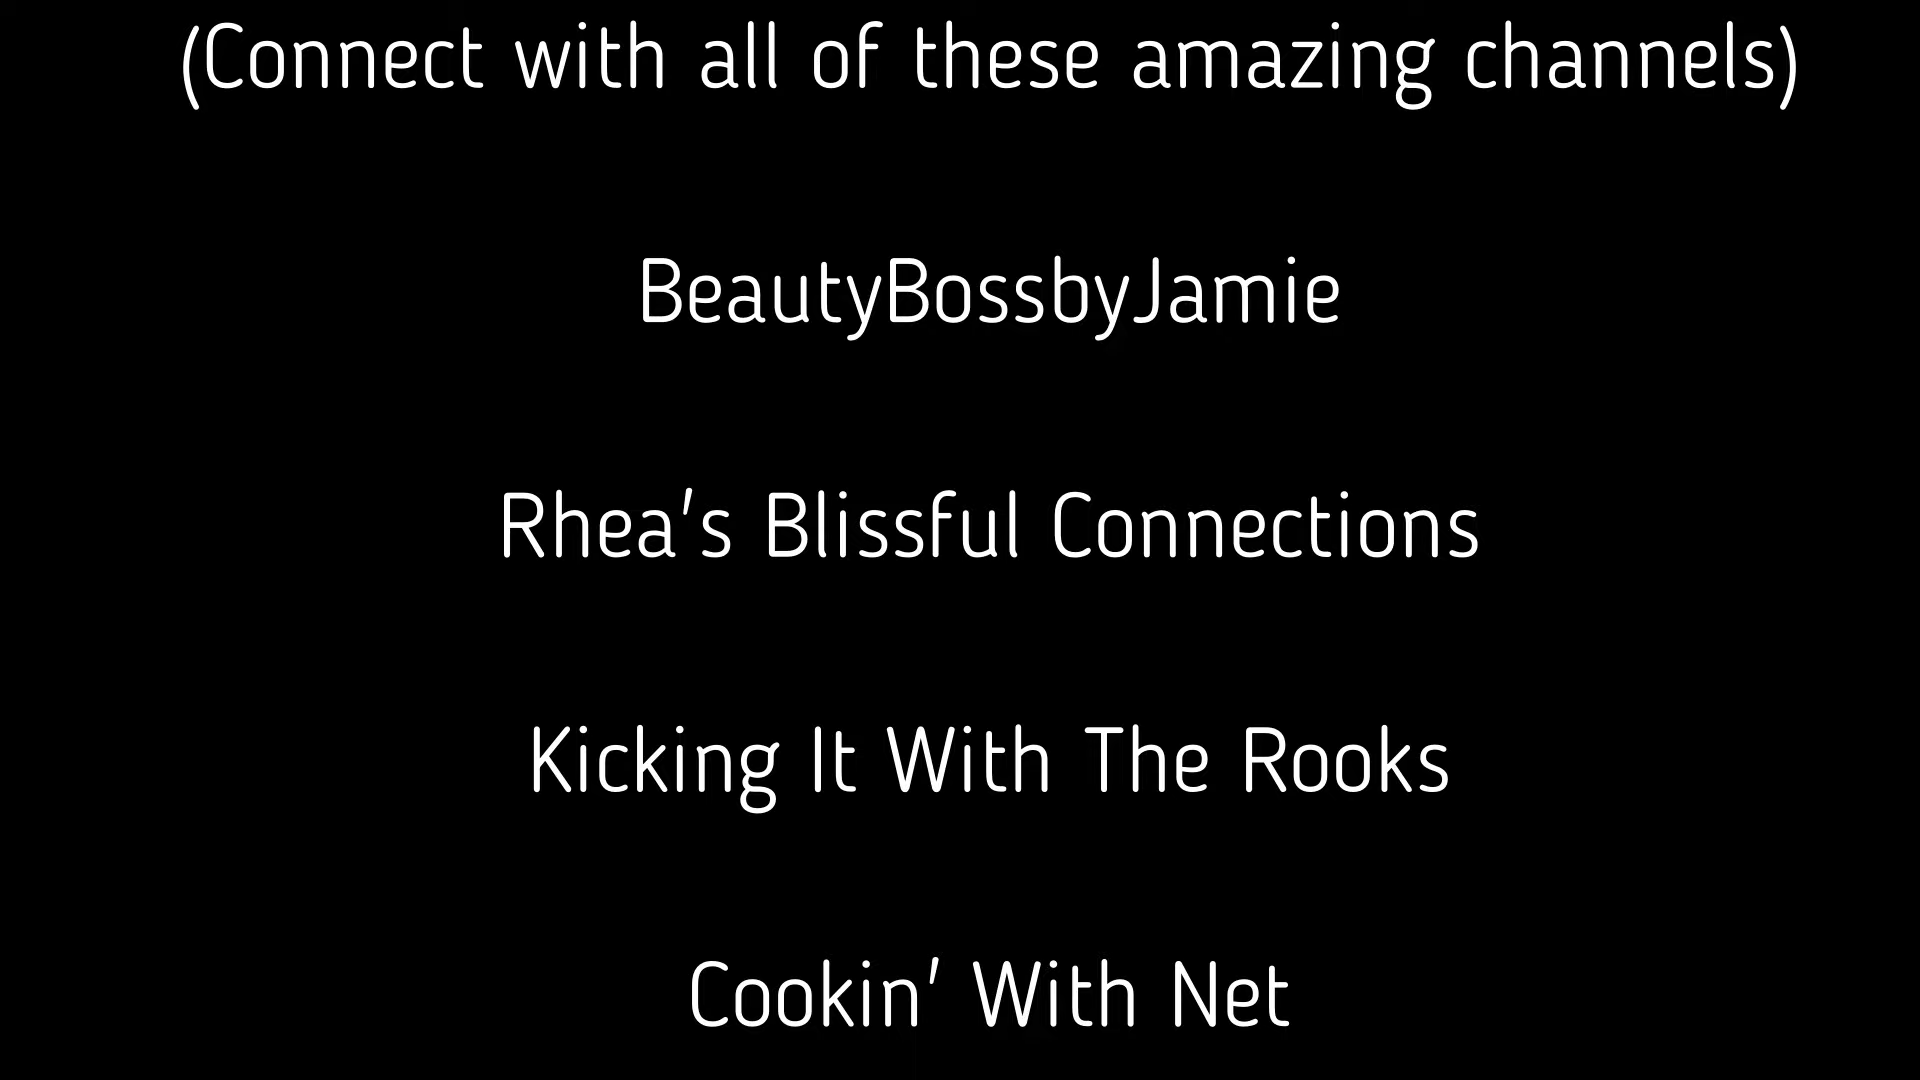 (Connect with all of these amazing channels)
BeautyBossbyJamie
Rhea's Blissful Connections
Kicking It With The Rooks
Cookin' With Net